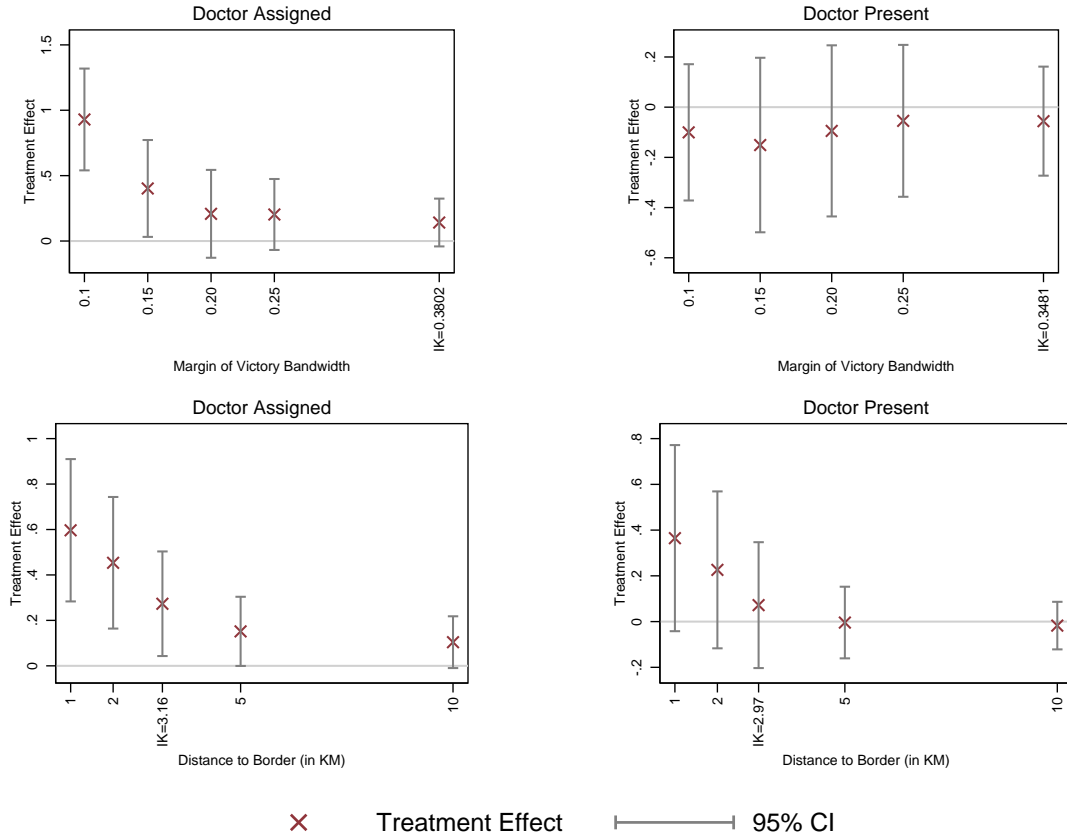 Doctor Assigned
Treatment Effect
1.5
1
.5
0
0.1
0.15
0.20
0.25
IK=0.3802
Margin of Victory Bandwidth
Doctor Present
Treatment Effect
.2
0
-.2
-.4
-.6
0.1
0.15
0.20
0.25
IK=0.3481
Margin of Victory Bandwidth
Doctor Assigned
Treatment Effect
1
.8
.6
.4
.2
0
1
2
IK=3.16
5
10
Distance to Border (in KM)
Doctor Present
Treatment Effect
.8
.6
.4
.2
0
-.2
1
2
IK=2.97
5
10
Distance to Border (in KM)
Treatment Effect
95% CI